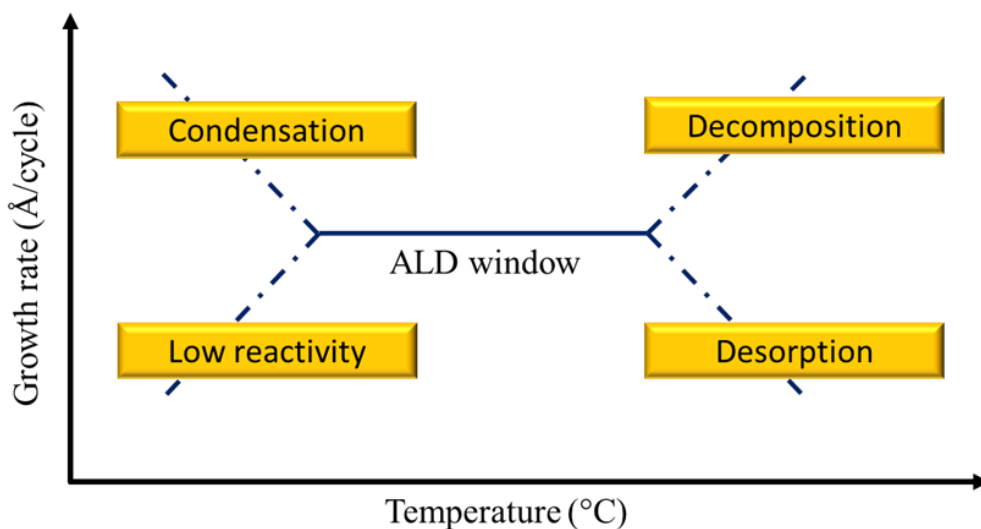 Growth rate (Å/cycle)
Condensation
Decomposition
ALD window
Low reactivity
Desorption
Temperature (°C)